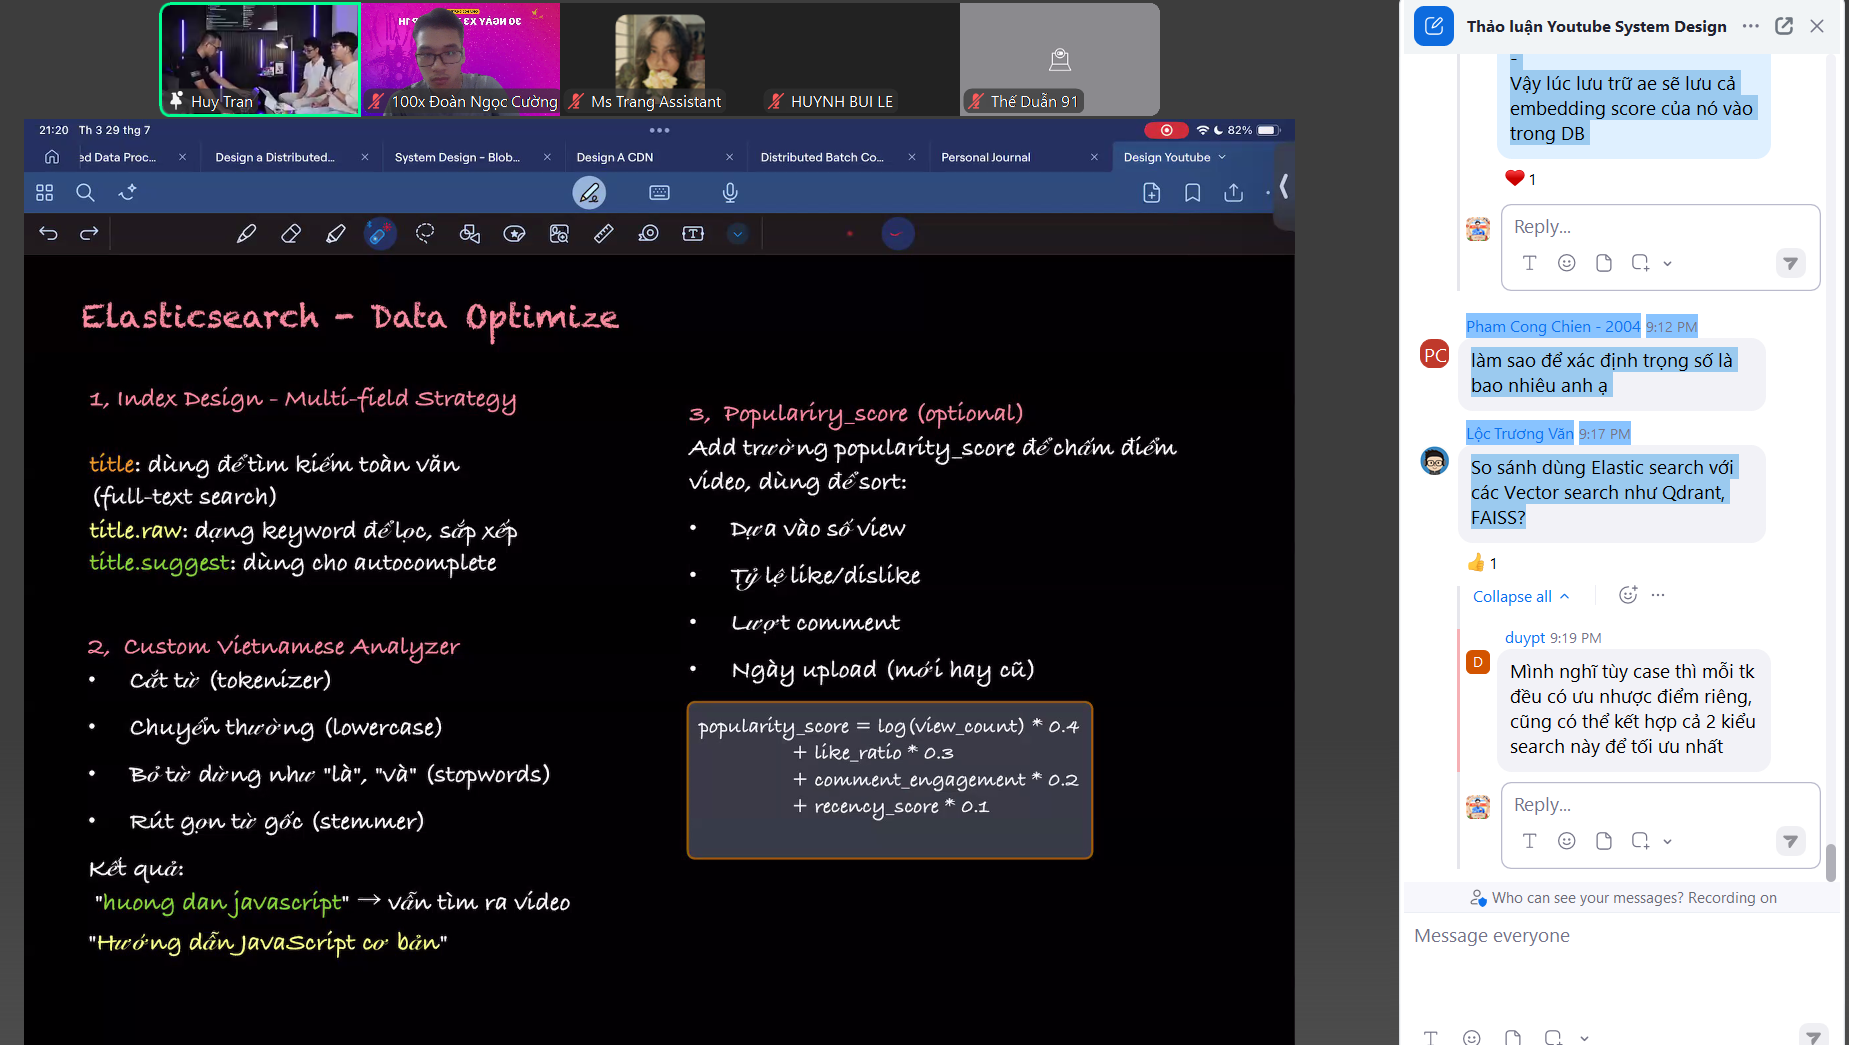 Huy Tran
100x Đoàn Ngọc Cường
Ms Trang Assistant
HUYNH BUI LE
Thế Duẫn 91
21:20 Th 3 29 thg 7
82%
ed Data Proc...
Design a Distributed...
System Design - Blob...
Design A CDN
Distributed Batch Co...
Personal Journal
Design Youtube
Elasticsearch - Data Optimize
1, Index Design - Multi-field Strategy
title: dùng để tìm kiếm toàn văn
(full-text search)
title.raw: dạng keyword để lọc, sắp xếp
title.suggest: dùng cho autocomplete
2, Custom Vietnamese Analyzer
• Cắt từ (tokenizer)
• Chuyển thường (lowercase)
• Bỏ từ dừng như "là", "và" (stopwords)
• Rút gọn từ gốc (stemmer)
Kết quả:
"huong dan javascript" → vẫn tìm ra video
"Hướng dẫn JavaScript cơ bản"
3, Populariry_score (optional)
Add trường popularity_score để chấm điểm
video, dùng để sort:
• Dựa vào số view
• Tỷ lệ like/dislike
• Lượt comment
• Ngày upload (mới hay cũ)
popularity_score = log(view_count) * 0.4
+ like_ratio * 0.3
+ comment_engagement * 0.2
+ recency_score * 0.1
Thảo luận Youtube System Design
-
Vậy lúc lưu trữ ae sẽ lưu cả
embedding score của nó vào
trong DB
1
Reply...
Pham Cong Chien - 2004 9:12 PM
PC
làm sao để xác định trọng số là
bao nhiêu anh ạ
Lộc Trương Văn 9:17 PM
So sánh dùng Elastic search với
các Vector search như Qdrant,
FAISS?
1
Collapse all
duypt 9:19 PM
D
Mình nghĩ tùy case thì mỗi tk
đều có ưu nhược điểm riêng,
cũng có thể kết hợp cả 2 kiểu
search này để tối ưu nhất
Reply...
Who can see your messages? Recording on
Message everyone